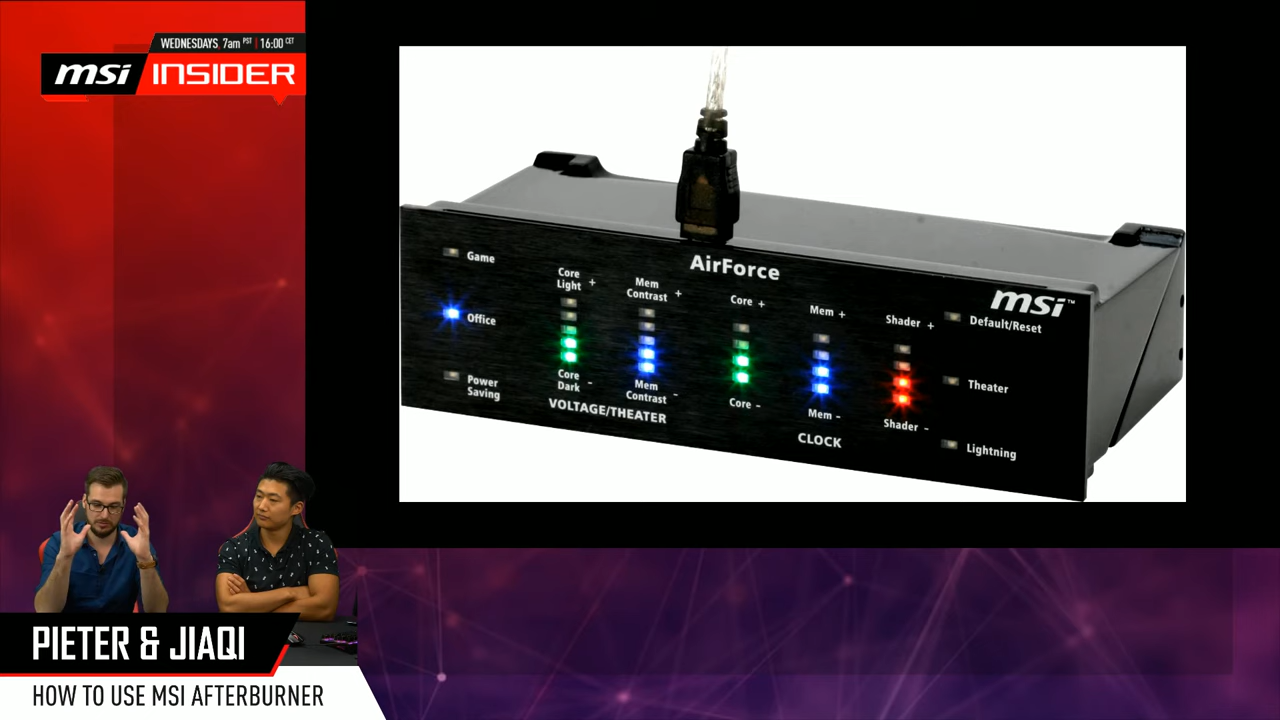 WEDNESDAYS, 7am PST | 16:00 CET
msi INSIDER
AirForce
msi™
Game
Office
Power
Saving
Core
Light +
Core
Dark -
Mem
Contrast +
Mem
Contrast -
VOLTAGE/THEATER
Core +
Core -
Mem +
Mem -
Shader +
Shader -
CLOCK
Default/Reset
Theater
Lightning
PIETER & JIAQI
HOW TO USE MSI AFTERBURNER